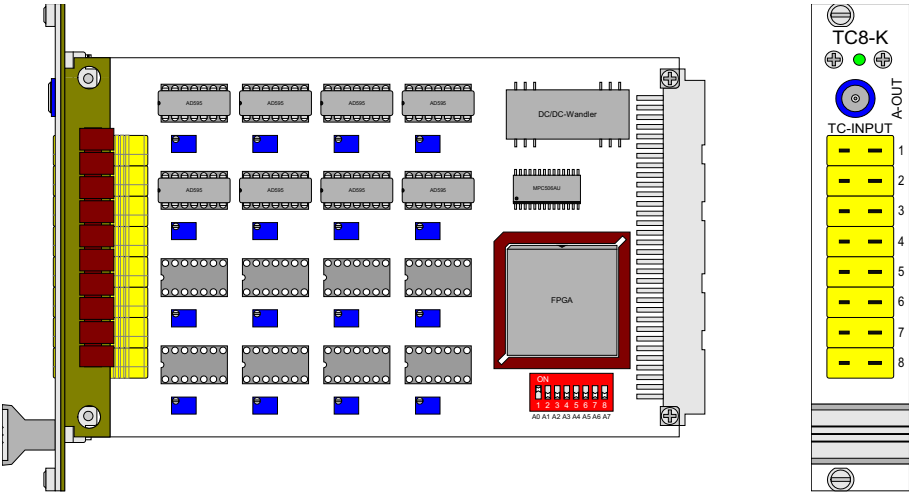 TC8-K
A-OUT
TC-INPUT
1
2
3
4
5
6
7
8
AD595 AD595 AD595 AD595
DC/DC-Wandler
AD595 AD595 AD595 AD595
MPC506AU
FPGA
ON
1 2 3 4 5 6 7 8
A0 A1 A2 A3 A4 A5 A6 A7